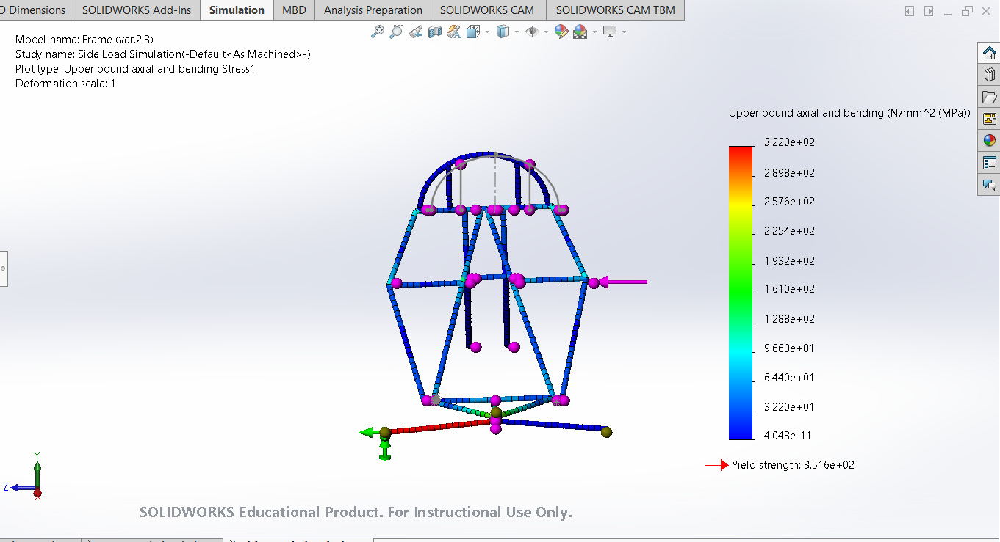 D Dimensions
SOLIDWORKS Add-Ins
Simulation
MBD
Analysis Preparation
SOLIDWORKS CAM
SOLIDWORKS CAM TBM
Model name: Frame (ver.2.3)
Study name: Side Load Simulation(-Default<As Machined>-)
Plot type: Upper bound axial and bending Stress1
Deformation scale: 1
Upper bound axial and bending (N/mm^2 (MPa))
3.220e+02
2.898e+02
2.576e+02
2.254e+02
1.932e+02
1.610e+02
1.288e+02
9.660e+01
6.440e+01
3.220e+01
4.043e-11
Yield strength: 3.516e+02
Y
Z
X
SOLIDWORKS Educational Product. For Instructional Use Only.